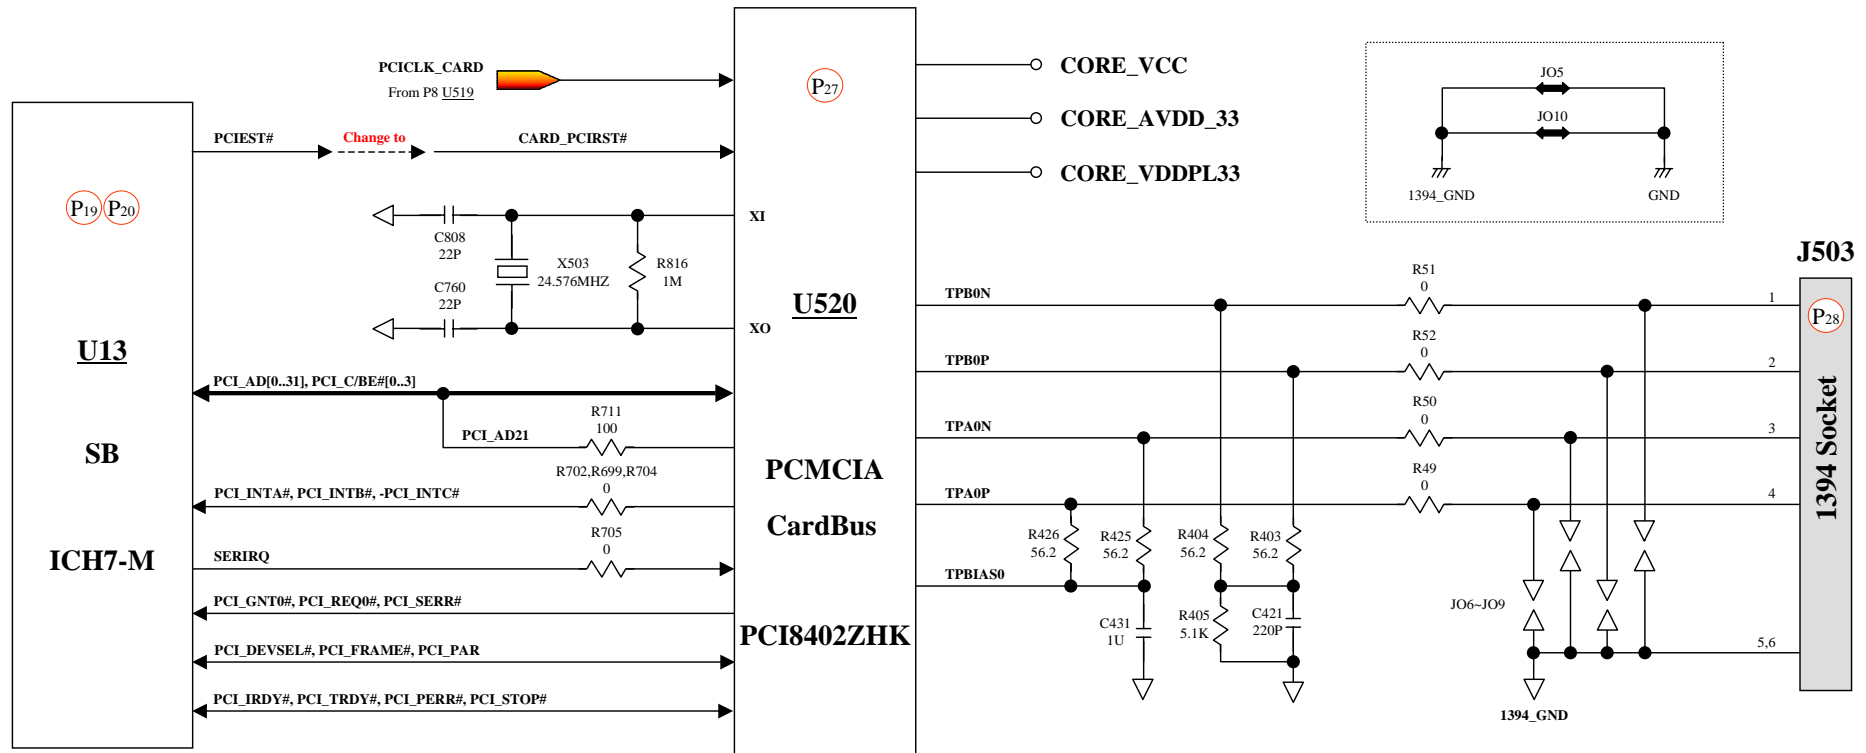 PCICLK_CARD
From P8 U519
PCIEST#
Change to
CARD_PCIRST#
P19
P20
U13
SB
ICH7-M
C808
22P
C760
22P
X503
24.576MHZ
R816
1M
XI
XO
PCI_AD[0..31], PCI_C/BE#[0..3]
PCI_AD21
R711
100
R702,R699,R704
0
PCI_INTA#, PCI_INTB#, -PCI_INTC#
SERIRQ
R705
0
PCI_GNT0#, PCI_REQ0#, PCI_SERR#
PCI_DEVSEL#, PCI_FRAME#, PCI_PAR
PCI_IRDY#, PCI_TRDY#, PCI_PERR#, PCI_STOP#
P27
U520
PCMCIA
CardBus
PCI8402ZHK
CORE_VCC
CORE_AVDD_33
CORE_VDDPL33
JO5
JO10
1394_GND
GND
TPB0N
TPB0P
TPA0N
TPA0P
TPBIAS0
R51
0
R52
0
R50
0
R49
0
R426
56.2
R425
56.2
R404
56.2
R403
56.2
C431
1U
R405
5.1K
C421
220P
JO6~JO9
1394_GND
1
2
3
4
5,6
J503
P28
1394 Socket